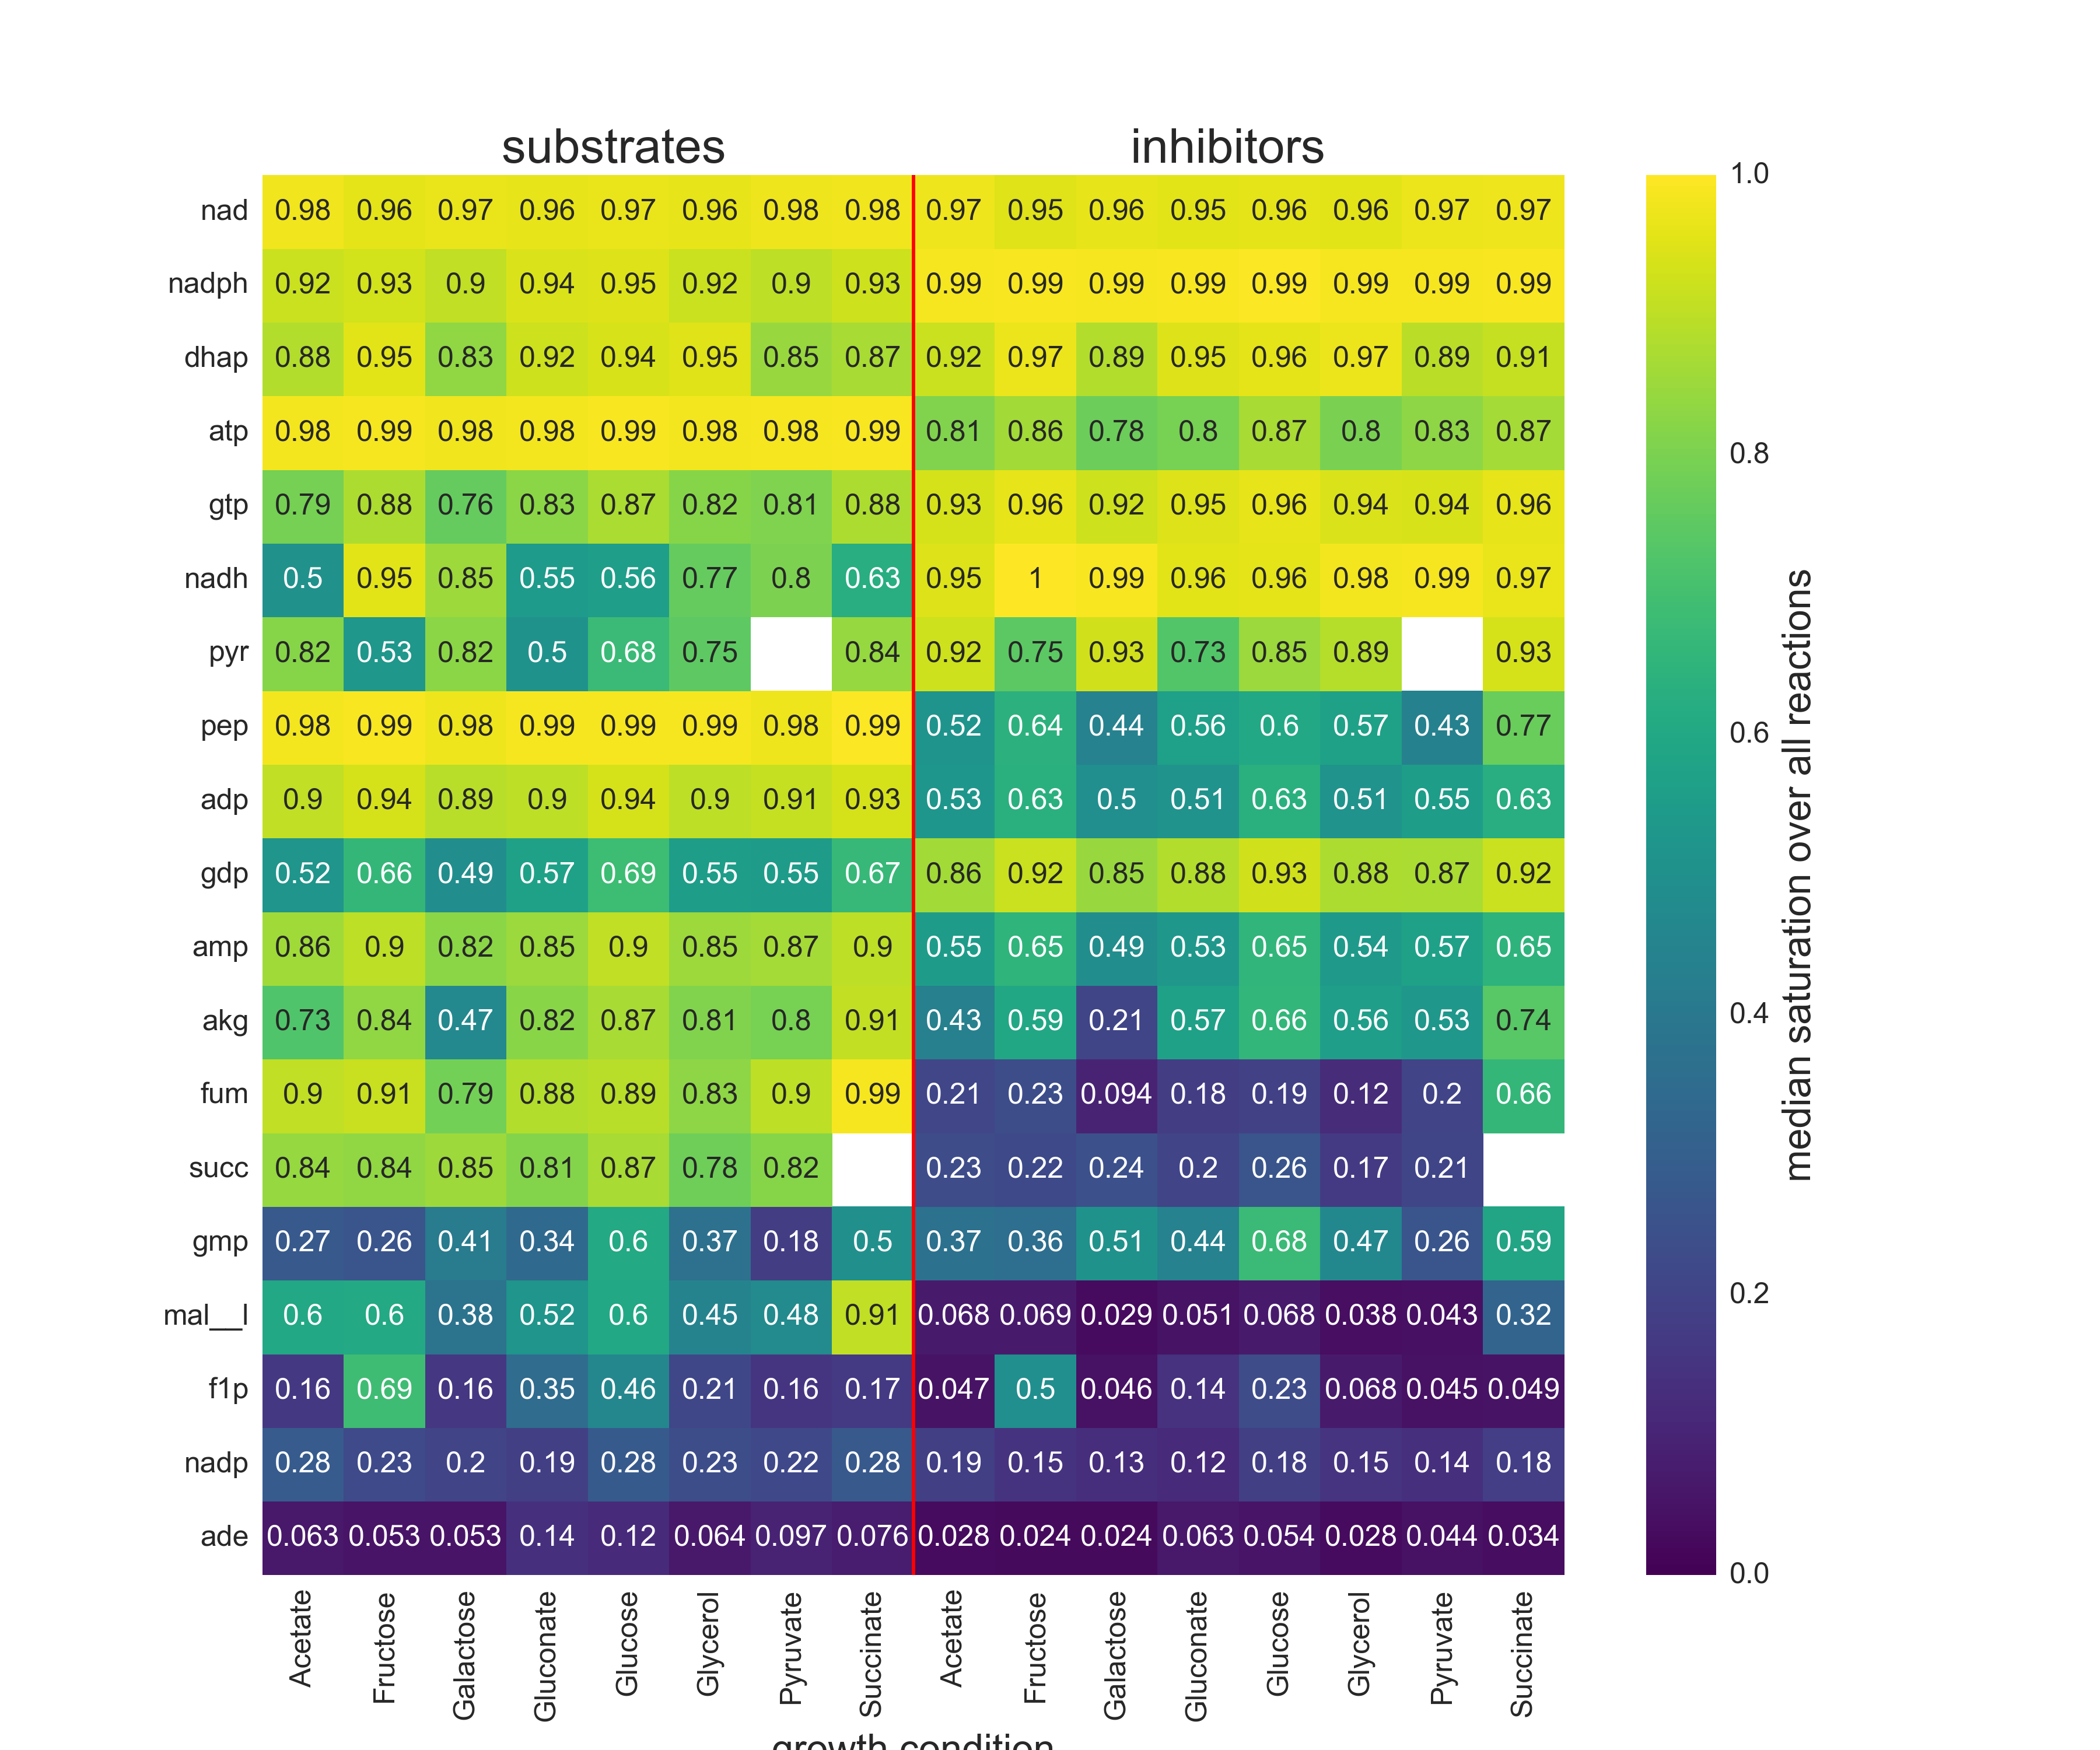 substrates inhibitors
nad 0.98 0.96 0.97 0.96 0.97 0.96 0.98 0.98 0.97 0.95 0.96 0.95 0.96 0.96 0.97 0.97
nadph 0.92 0.93 0.9 0.94 0.95 0.92 0.9 0.93 0.99 0.99 0.99 0.99 0.99 0.99 0.99 0.99
dhap 0.88 0.95 0.83 0.92 0.94 0.95 0.85 0.87 0.92 0.97 0.89 0.95 0.96 0.97 0.89 0.91
atp 0.98 0.99 0.98 0.98 0.99 0.98 0.98 0.99 0.81 0.86 0.78 0.8 0.87 0.8 0.83 0.87
gtp 0.79 0.88 0.76 0.83 0.87 0.82 0.81 0.88 0.93 0.96 0.92 0.95 0.96 0.94 0.94 0.96
nadh 0.5 0.95 0.85 0.55 0.56 0.77 0.8 0.63 0.95 1 0.99 0.96 0.96 0.98 0.99 0.97
pyr 0.82 0.53 0.82 0.5 0.68 0.75 0.84 0.92 0.75 0.93 0.73 0.85 0.89 0.93
pep 0.98 0.99 0.98 0.99 0.99 0.99 0.98 0.99 0.52 0.64 0.44 0.56 0.6 0.57 0.43 0.77
adp 0.9 0.94 0.89 0.9 0.94 0.9 0.91 0.93 0.53 0.63 0.5 0.51 0.63 0.51 0.55 0.63
gdp 0.52 0.66 0.49 0.57 0.69 0.55 0.55 0.67 0.86 0.92 0.85 0.88 0.93 0.88 0.87 0.92
amp 0.86 0.9 0.82 0.85 0.9 0.85 0.87 0.9 0.55 0.65 0.49 0.53 0.65 0.54 0.57 0.65
akg 0.73 0.84 0.47 0.82 0.87 0.81 0.8 0.91 0.43 0.59 0.21 0.57 0.66 0.56 0.53 0.74
fum 0.9 0.91 0.79 0.88 0.89 0.83 0.9 0.99 0.21 0.23 0.094 0.18 0.19 0.12 0.2 0.66
succ 0.84 0.84 0.85 0.81 0.87 0.78 0.82 0.23 0.22 0.24 0.2 0.26 0.17 0.21
gmp 0.27 0.26 0.41 0.34 0.6 0.37 0.18 0.5 0.37 0.36 0.51 0.44 0.68 0.47 0.26 0.59
mal__l 0.6 0.6 0.38 0.52 0.6 0.45 0.48 0.91 0.068 0.069 0.029 0.051 0.068 0.038 0.043 0.32
f1p 0.16 0.69 0.16 0.35 0.46 0.21 0.16 0.17 0.047 0.5 0.046 0.14 0.23 0.068 0.045 0.049
nadp 0.28 0.23 0.2 0.19 0.28 0.23 0.22 0.28 0.19 0.15 0.13 0.12 0.18 0.15 0.14 0.18
ade 0.063 0.053 0.053 0.14 0.12 0.064 0.097 0.076 0.028 0.024 0.024 0.063 0.054 0.028 0.044 0.034
Acetate Fructose Galactose Gluconate Glucose Glycerol Pyruvate Succinate Acetate Fructose Galactose Gluconate Glucose Glycerol Pyruvate Succinate
growth condition
1.0
0.8
0.6
0.4
0.2
0.0
median saturation over all reactions